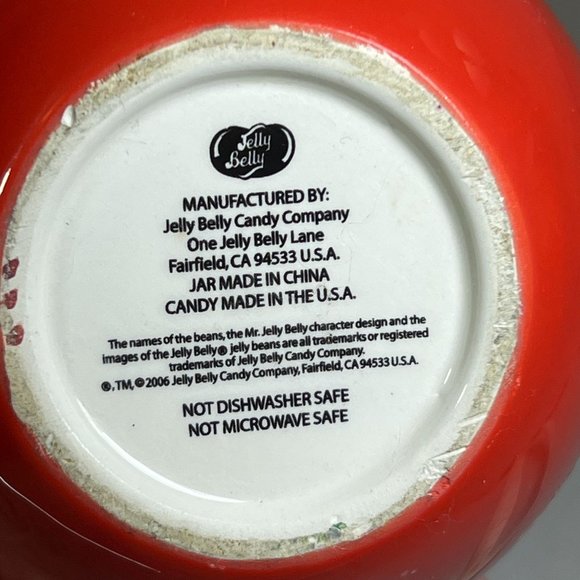 Jelly
Belly
MANUFACTURED BY:
Jelly Belly Candy Company
One Jelly Belly Lane
Fairfield, CA 94533 U.S.A.
JAR MADE IN CHINA
CANDY MADE IN THE U.S.A.
The names of the beans, the Mr. Jelly Belly character design and the
images of the Jelly Belly® jelly beans are all trademarks or registered
trademarks of Jelly Belly Candy Company.
®, TM, © 2006 Jelly Belly Candy Company, Fairfield, CA 94533 U.S.A.
NOT DISHWASHER SAFE
NOT MICROWAVE SAFE